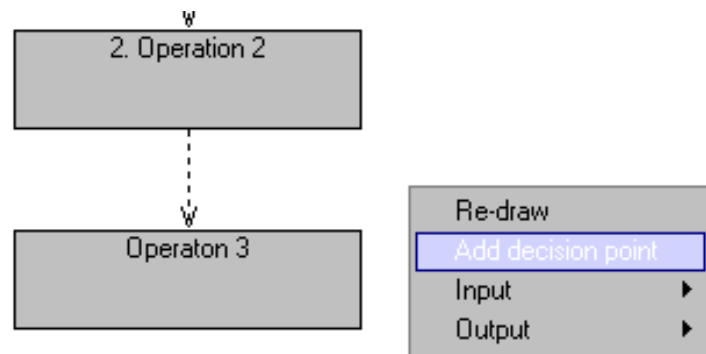 2. Operation 2
Operaton 3
Re-draw
Add decision point
Input
Output